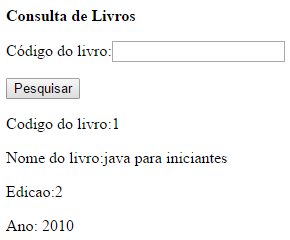 Consulta de Livros
Código do livro:
Pesquisar
Codigo do livro:1
Nome do livro:java para iniciantes
Edicao:2
Ano: 2010